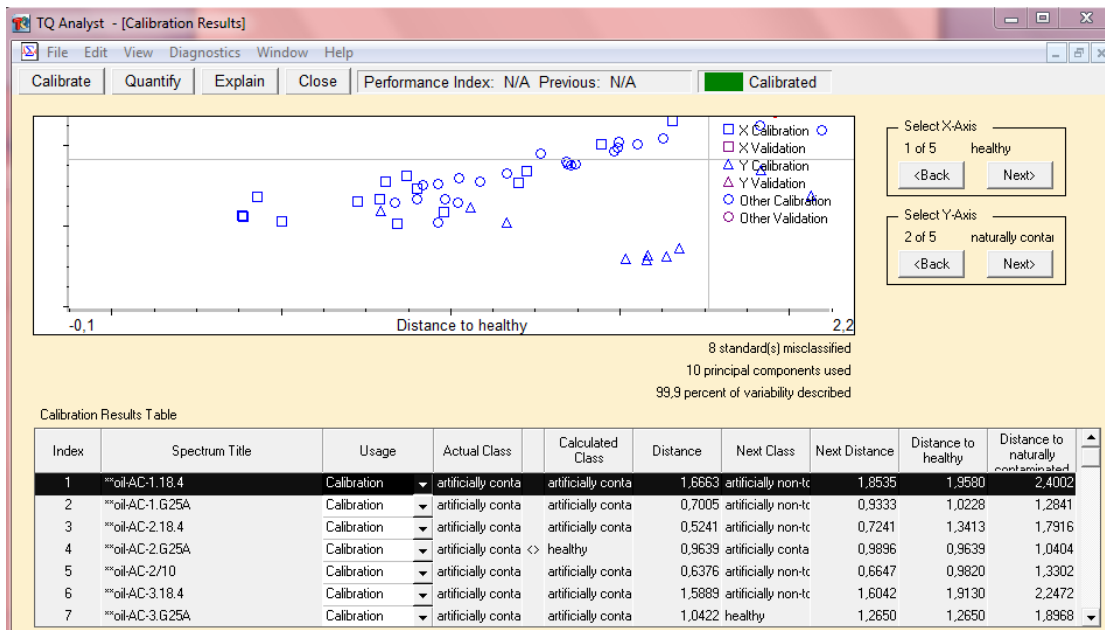 TQ Analyst - [Calibration Results]
File Edit View Diagnostics Window Help
Calibrate Quantify Explain Close Performance Index: N/A Previous: N/A Calibrated
X Calibration
X Validation
Y Calibration
Y Validation
Other Calibration
Other Validation
-0,1 Distance to healthy 2,2
Select X-Axis
1 of 5 healthy
<Back Next>
Select Y-Axis
2 of 5 naturally contar
<Back Next>
8 standard(s) misclassified
10 principal components used
99,9 percent of variability described
Calibration Results Table
Index Spectrum Title Usage Actual Class Calculated Class Distance Next Class Next Distance Distance to healthy Distance to naturally contaminated
1 **oil-AC-1.18.4 Calibration artificially conta artificially conta 1,6663 artificially non-tc 1,8535 1,9580 2,4002
2 **oil-AC-1.G25A Calibration artificially conta artificially conta 0,7005 artificially non-tc 0,9333 1,0228 1,2841
3 **oil-AC-2.18.4 Calibration artificially conta artificially conta 0,5241 artificially non-tc 0,7241 1,3413 1,7916
4 **oil-AC-2.G25A Calibration artificially conta <> healthy 0,9639 artificially conta 0,9896 0,9639 1,0404
5 **oil-AC-2/10 Calibration artificially conta artificially conta 0,6376 artificially non-tc 0,6647 0,9820 1,3302
6 **oil-AC-3.18.4 Calibration artificially conta artificially conta 1,5889 artificially non-tc 1,6042 1,9130 2,2472
7 **oil-AC-3.G25A Calibration artificially conta artificially conta 1,0422 healthy 1,2650 1,2650 1,8968